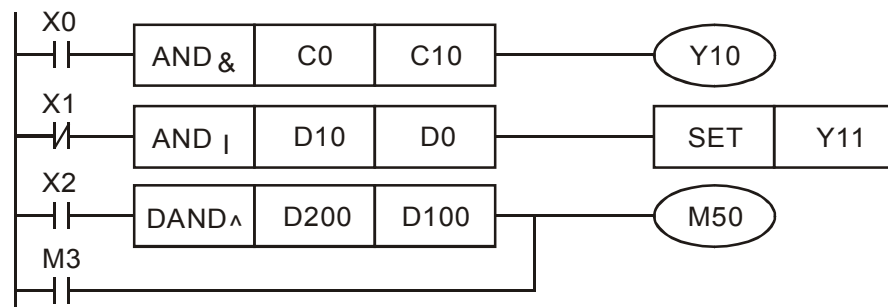 X0
AND & C0 C10 Y10
X1
AND | D10 D0 SET Y11
X2
DAND^ D200 D100 M50
M3